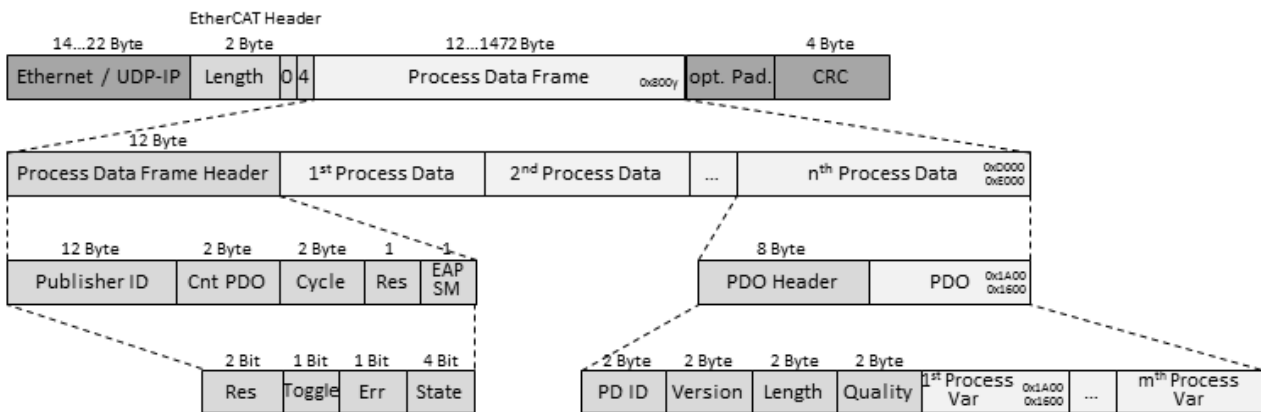 EtherCAT Header
14...22 Byte 2 Byte 12...1472 Byte 4 Byte
Ethernet / UDP-IP Length 0 4 Process Data Frame 0x800y opt. Pad. CRC
12 Byte
Process Data Frame Header 1st Process Data 2nd Process Data ... nth Process Data 0xD000
0xE000
12 Byte 2 Byte 2 Byte 1 1 8 Byte
Publisher ID Cnt PDO Cycle Res EAP SM PDO Header PDO 0x1A00
0x1600
2 Bit 1 Bit 1 Bit 4 Bit 2 Byte 2 Byte 2 Byte 2 Byte
Res Toggle Err State PD ID Version Length Quality 1st Process Var 0x1A00 0x1600 ... mth Process Var